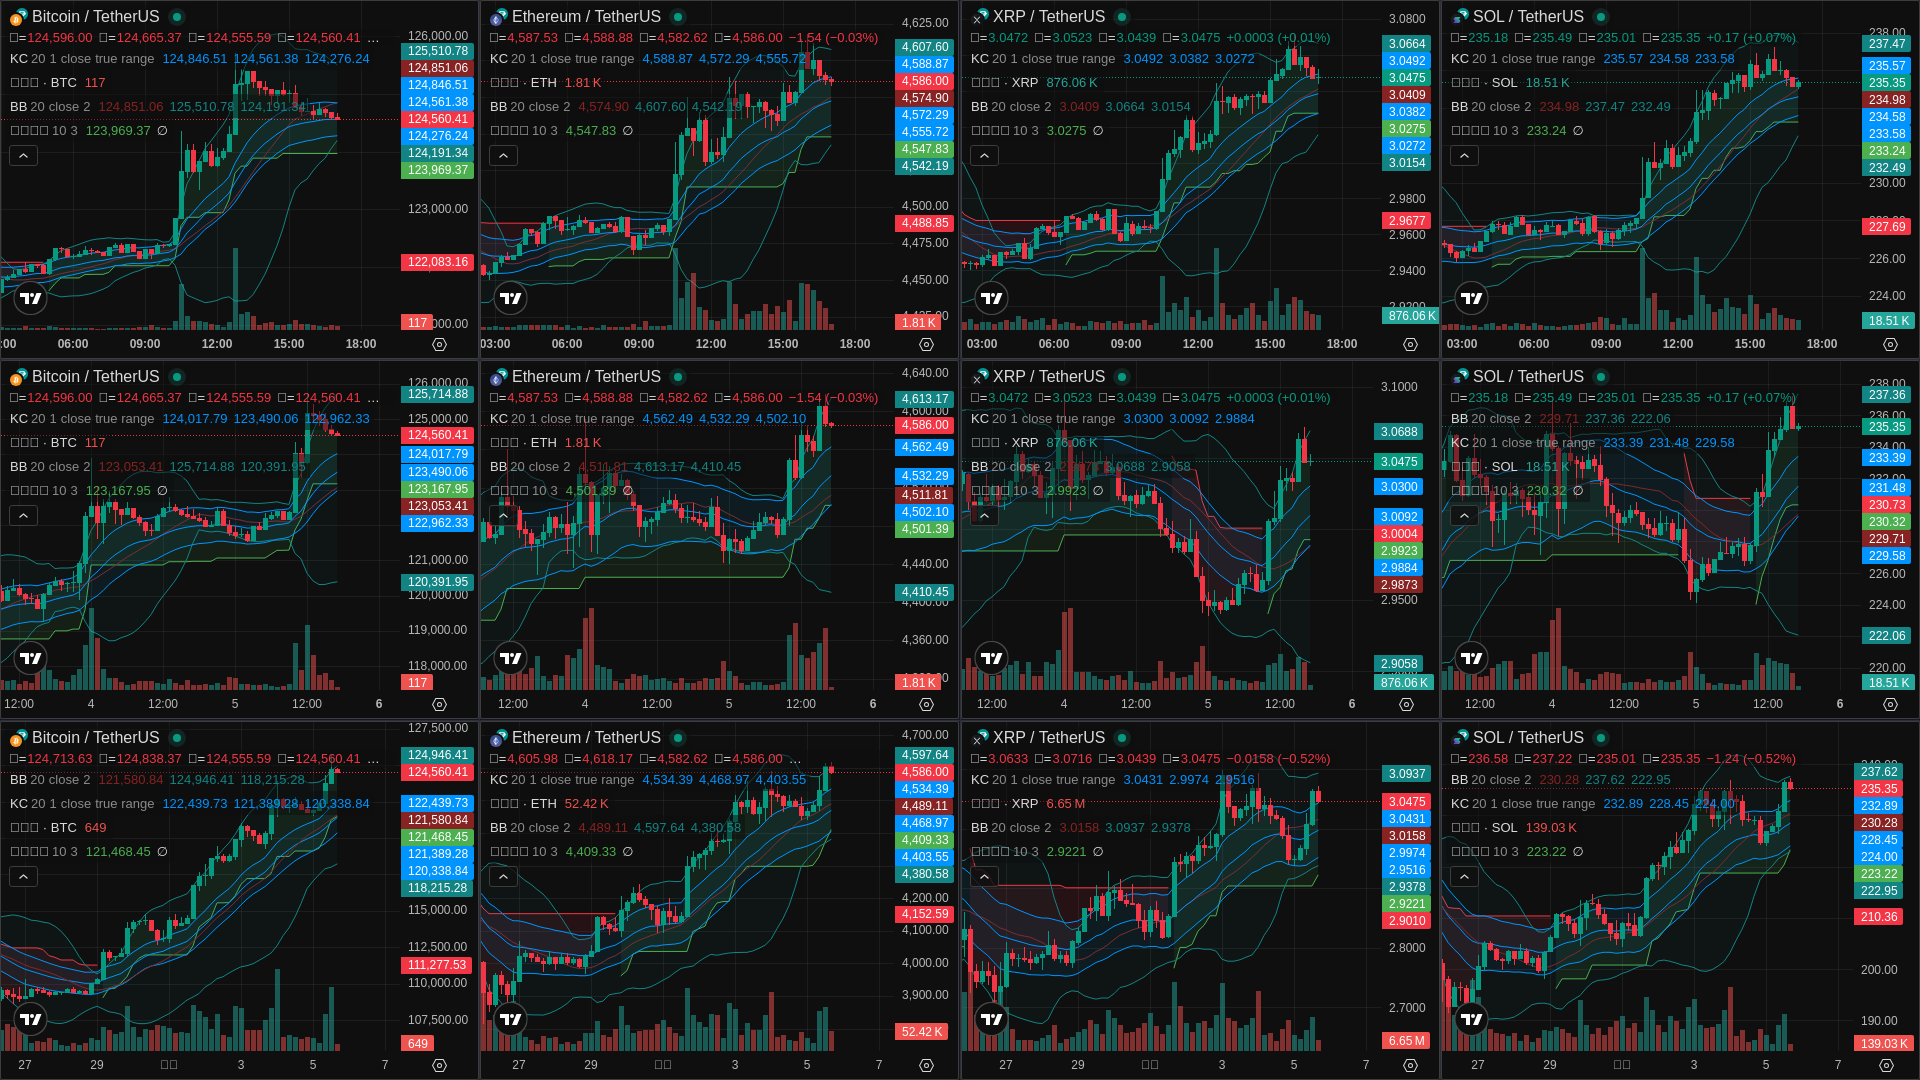 Bitcoin / TetherUS
=124,596.00 =124,665.37 =124,555.59 =124,560.41 ...
KC 20 1 close true range 124,846.51 124,561.38 124,276.24
· BTC 117
BB 20 close 2 124,851.06 125,510.78 124,191.34
10 3 123,969.37 ∅
126,000.00
125,510.78
124,851.06
124,846.51
124,561.38
124,560.41
124,276.24
124,191.34
123,969.37
123,000.00
122,083.16
117
06:00 09:00 12:00 15:00 18:00
Ethereum / TetherUS
=4,587.53 =4,588.88 =4,582.62 =4,586.00 −1.54 (−0.03%)
KC 20 1 close true range 4,588.87 4,572.29 4,555.72
· ETH 1.81 K
BB 20 close 2 4,574.90 4,607.60 4,542.19
10 3 4,547.83 ∅
4,625.00
4,607.60
4,588.87
4,586.00
4,574.90
4,572.29
4,555.72
4,547.83
4,542.19
4,500.00
4,488.85
4,475.00
4,450.00
1.81 K
03:00 06:00 09:00 12:00 15:00 18:00
XRP / TetherUS
=3.0472 =3.0523 =3.0439 =3.0475 +0.0003 (+0.01%)
KC 20 1 close true range 3.0492 3.0382 3.0272
· XRP 876.06 K
BB 20 close 2 3.0409 3.0664 3.0154
10 3 3.0275 ∅
3.0800
3.0664
3.0492
3.0475
3.0409
3.0382
3.0275
3.0272
3.0154
2.9800
2.9677
2.9600
2.9400
2.9200
876.06 K
03:00 06:00 09:00 12:00 15:00 18:00
SOL / TetherUS
=235.18 =235.49 =235.01 =235.35 +0.17 (+0.07%)
KC 20 1 close true range 235.57 234.58 233.58
· SOL 18.51 K
BB 20 close 2 234.98 237.47 232.49
10 3 233.24 ∅
238.00
237.47
235.57
235.35
234.98
234.58
233.58
233.24
232.49
230.00
227.69
226.00
224.00
18.51 K
03:00 06:00 09:00 12:00 15:00 18:00
Bitcoin / TetherUS
=124,596.00 =124,665.37 =124,555.59 =124,560.41 ...
KC 20 1 close true range 124,017.79 123,490.06 122,962.33
· BTC 117
BB 20 close 2 123,053.41 125,714.88 120,391.95
10 3 123,167.95 ∅
126,000.00
125,714.88
125,000.00
124,560.41
124,017.79
123,490.06
123,167.95
123,053.41
122,962.33
121,000.00
120,391.95
120,000.00
119,000.00
118,000.00
117
12:00 4 12:00 5 12:00 6
Ethereum / TetherUS
=4,587.53 =4,588.88 =4,582.62 =4,586.00 −1.54 (−0.03%)
KC 20 1 close true range 4,562.49 4,532.29 4,502.10
· ETH 1.81 K
BB 20 close 2 4,511.81 4,613.17 4,410.45
10 3 4,501.39 ∅
4,640.00
4,613.17
4,600.00
4,586.00
4,562.49
4,532.29
4,511.81
4,502.10
4,501.39
4,440.00
4,410.45
4,400.00
4,360.00
1.81 K
12:00 4 12:00 5 12:00 6
XRP / TetherUS
=3.0472 =3.0523 =3.0439 =3.0475 +0.0003 (+0.01%)
KC 20 1 close true range 3.0300 3.0092 2.9884
· XRP 876.06 K
BB 20 close 2 3.0688 2.9058
10 3 2.9923 ∅
3.1000
3.0688
3.0475
3.0300
3.0092
3.0004
2.9923
2.9884
2.9873
2.9500
2.9058
876.06 K
12:00 4 12:00 5 12:00 6
SOL / TetherUS
=235.18 =235.49 =235.01 =235.35 +0.17 (+0.07%)
BB 20 close 2 229.71 237.36 222.06
KC 20 1 close true range 233.39 231.48 229.58
· SOL 18.51 K
10 3 230.32 ∅
238.00
237.36
236.00
235.35
234.00
233.39
232.00
231.48
230.73
230.32
229.71
229.58
226.00
224.00
222.06
220.00
18.51 K
12:00 4 12:00 5 12:00 6
Bitcoin / TetherUS
=124,713.63 =124,838.37 =124,555.59 =124,560.41 ...
BB 20 close 2 121,580.84 124,946.41 118,215.28
KC 20 1 close true range 122,439.73 121,389.28 120,338.84
· BTC 649
10 3 121,468.45 ∅
127,500.00
124,946.41
124,560.41
122,439.73
121,580.84
121,468.45
121,389.28
120,338.84
118,215.28
115,000.00
112,500.00
111,277.53
110,000.00
107,500.00
649
27 29 3 5 7
Ethereum / TetherUS
=4,605.98 =4,618.17 =4,582.62 =4,586.00 ...
KC 20 1 close true range 4,534.39 4,468.97 4,403.55
· ETH 52.42 K
BB 20 close 2 4,489.11 4,597.64 4,380.58
10 3 4,409.33 ∅
4,700.00
4,597.64
4,586.00
4,534.39
4,489.11
4,468.97
4,409.33
4,403.55
4,380.58
4,200.00
4,152.59
4,100.00
4,000.00
3,900.00
52.42 K
27 29 3 5 7
XRP / TetherUS
=3.0633 =3.0716 =3.0439 =3.0475 −0.0158 (−0.52%)
KC 20 1 close true range 3.0431 2.9974 2.9516
· XRP 6.65 M
BB 20 close 2 3.0158 3.0937 2.9378
10 3 2.9221 ∅
3.0937
3.0475
3.0431
3.0158
2.9974
2.9516
2.9378
2.9221
2.9010
2.8000
2.7000
6.65 M
27 29 3 5 7
SOL / TetherUS
=236.58 =237.22 =235.01 =235.35 −1.24 (−0.52%)
BB 20 close 2 230.28 237.62 222.95
KC 20 1 close true range 232.89 228.45 224.00
· SOL 139.03 K
10 3 223.22 ∅
240.00
237.62
235.35
232.89
230.28
228.45
224.00
223.22
222.95
210.36
200.00
190.00
139.03 K
27 29 3 5 7